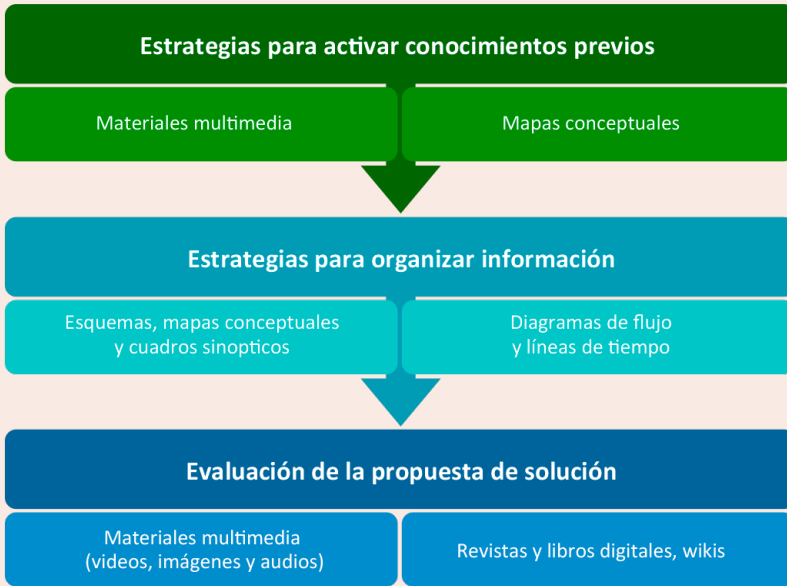 Estrategias para activar conocimientos previos
Materiales multimedia
Mapas conceptuales
Estrategias para organizar información
Esquemas, mapas conceptuales
y cuadros sinopticos
Diagramas de flujo
y líneas de tiempo
Evaluación de la propuesta de solución
Materiales multimedia
(videos, imágenes y audios)
Revistas y libros digitales, wikis